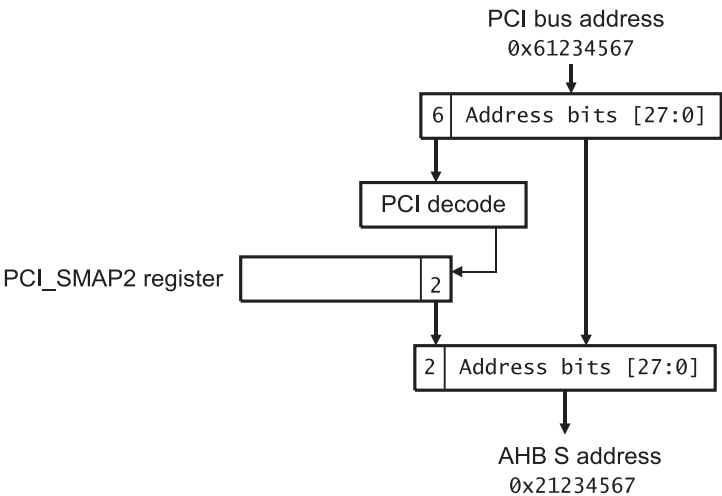 PCI bus address
0x61234567
6 Address bits [27:0]
PCI decode
PCI_SMAP2 register
2
2 Address bits [27:0]
AHB S address
0x21234567